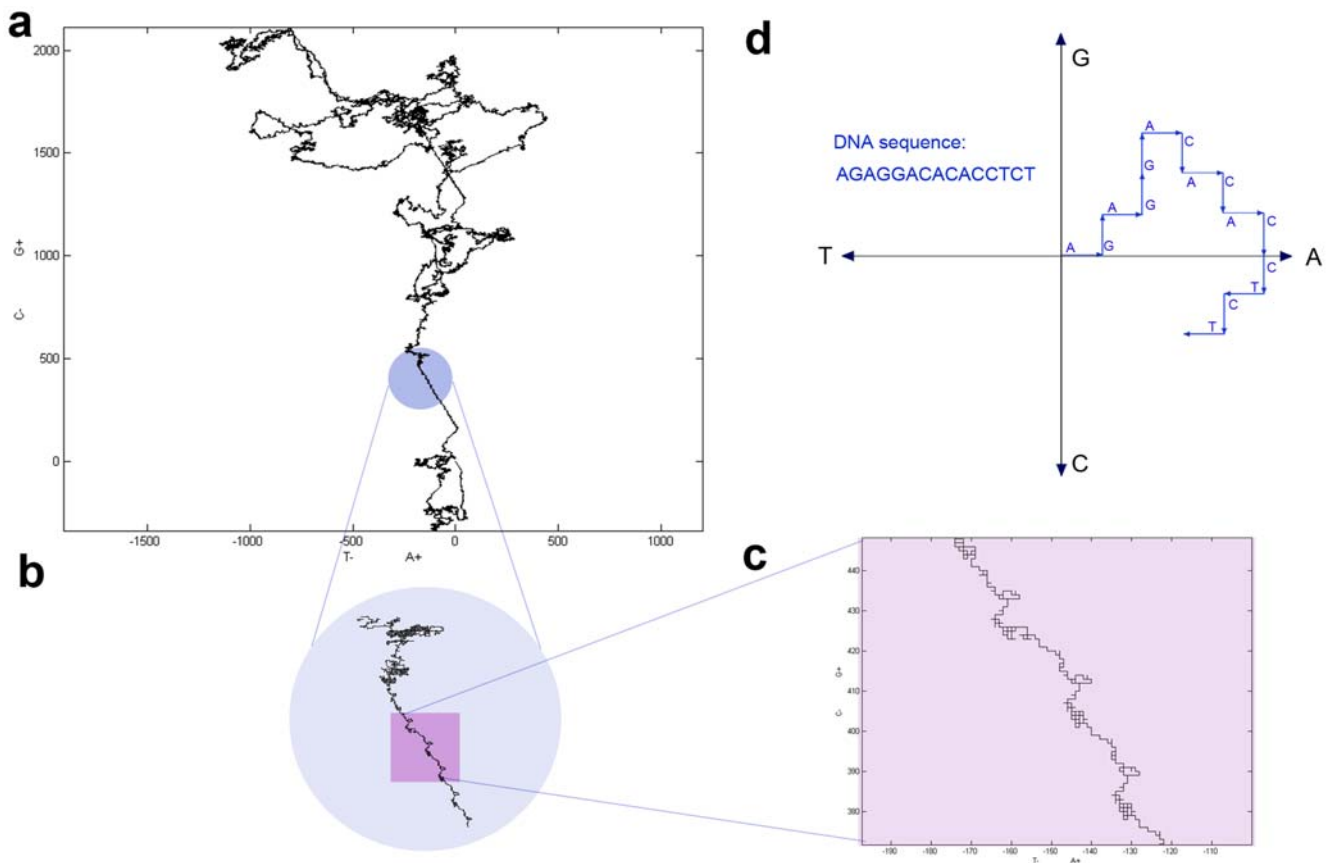 a
2000
1500
1000
500
0
G+
C-
-1500
-1000
-500
0
500
1000
T-
A+
b
c
440
430
420
410
400
390
380
G+
C-
-190
-180
-170
-160
-150
-140
-130
-120
-110
T-
A+
d
G
T
A
C
DNA sequence:
AGAGGACACACCTCT
A
G
A
G
G
A
C
A
C
A
C
C
T
C
T